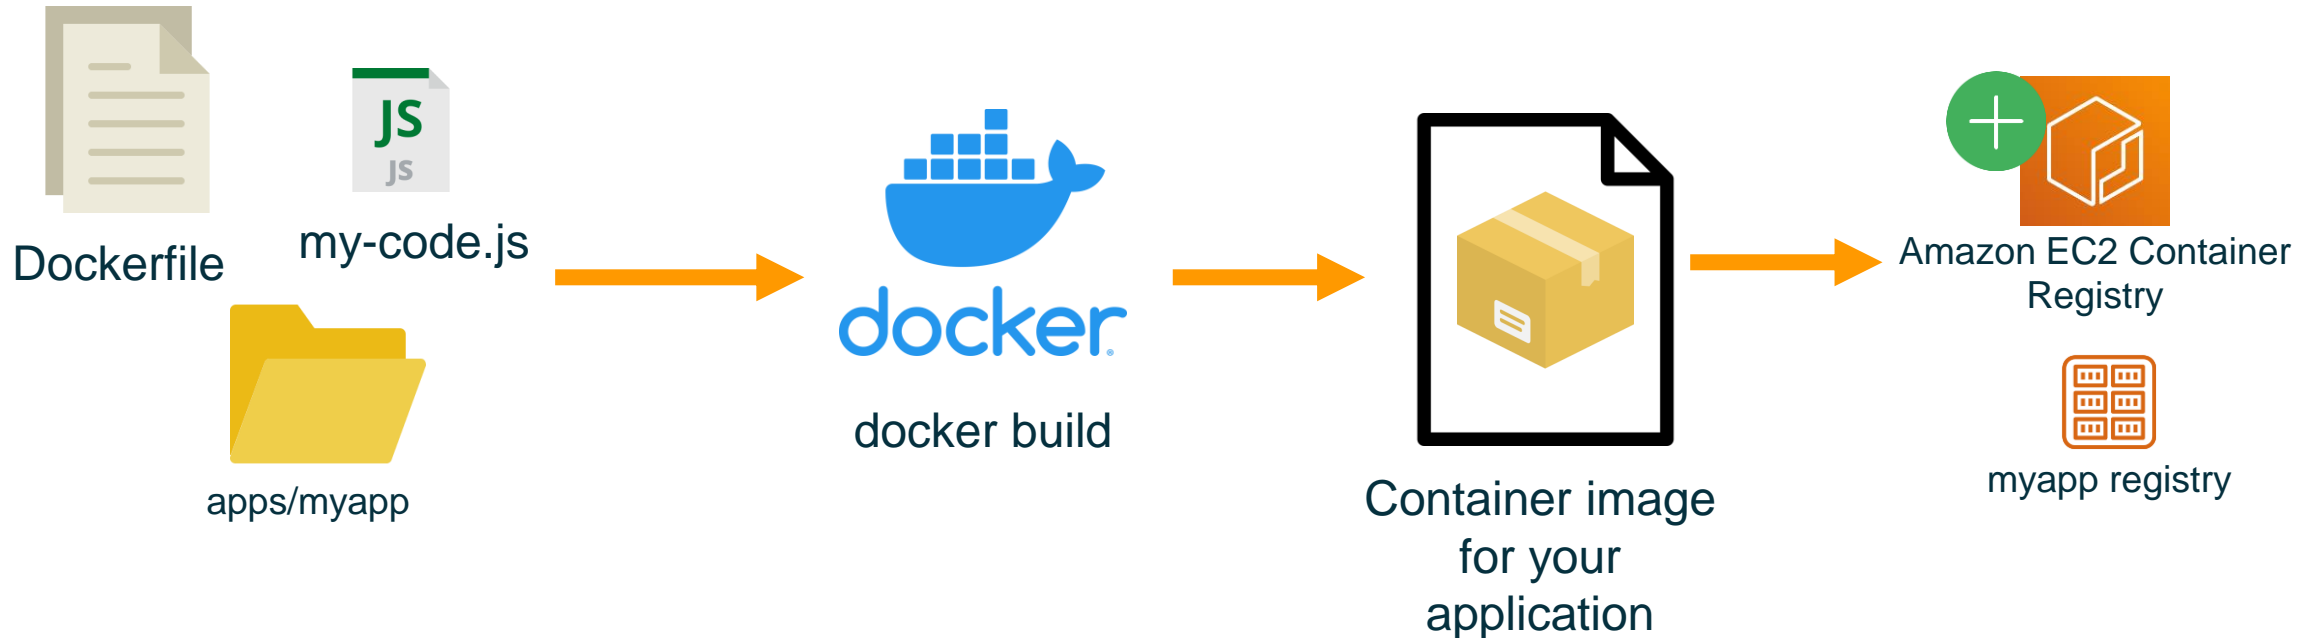 Dockerfile
JS
JS
my-code.js
apps/myapp
docker
docker build
Container image
for your
application
Amazon EC2 Container
Registry
myapp registry